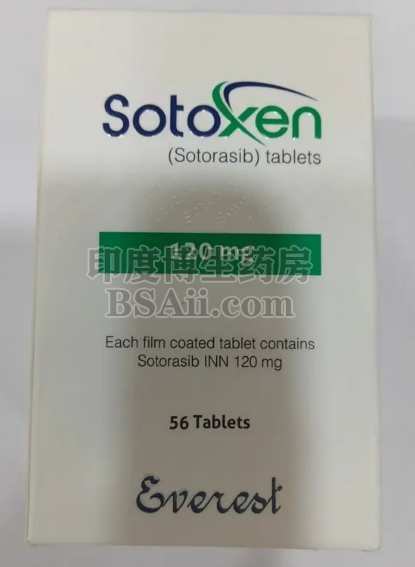 Sotoxen
(Sotorasib) tablets
120 mg
印度博生药房
BSAii.com
Each film coated tablet contains
Sotorasib INN 120 mg
56 Tablets
Everest